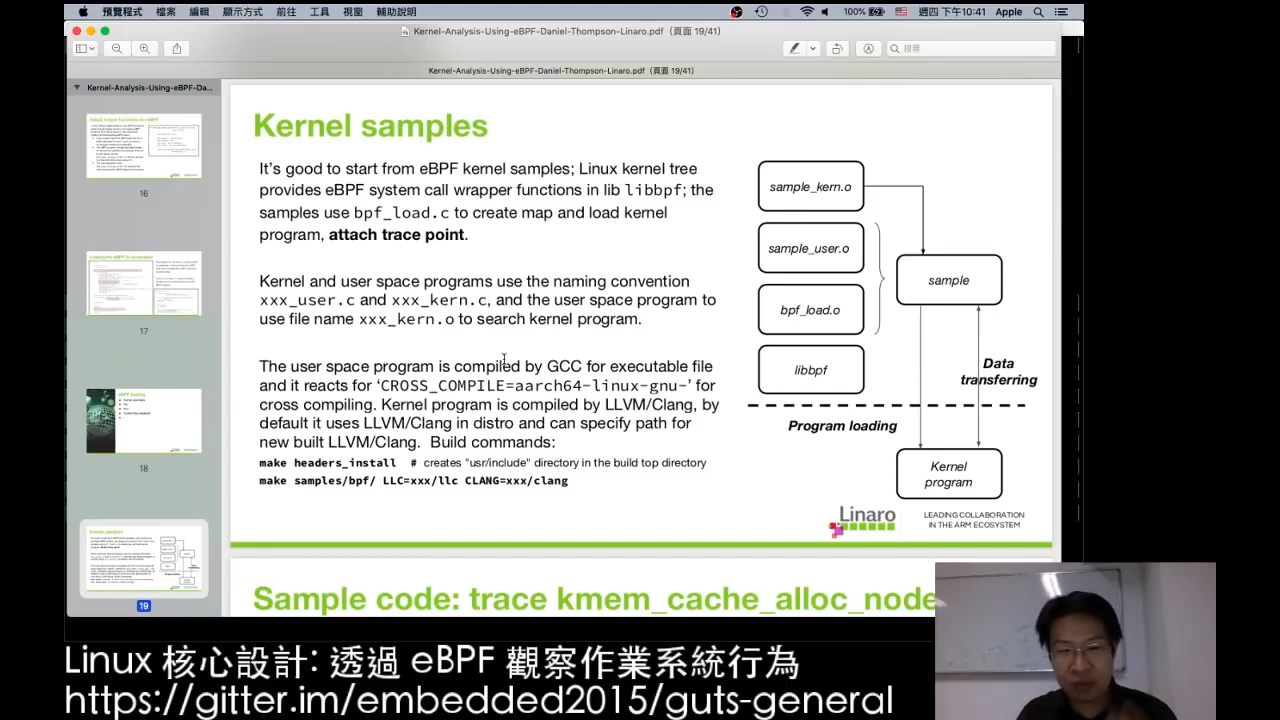 預覽程式 檔案 編輯 顯示方式 前往 工具 視窗 輔助說明 100% 週四 下午10:41 Apple
Kernel-Analysis-Using-eBPF-Daniel-Thompson-Linaro.pdf（頁面 19/41）
搜尋
Kernel-Analysis-Using-eBPF-Daniel-Thompson-Linaro.pdf（頁面 19/41）
Kernel-Analysis-Using-eBPF-Da...
16
17
eBPF tooling
18
Kernel samples
19
Kernel samples
It's good to start from eBPF kernel samples; Linux kernel tree
provides eBPF system call wrapper functions in lib libbpf; the
samples use bpf_load.c to create map and load kernel
program, attach trace point.
Kernel and user space programs use the naming convention
xxx_user.c and xxx_kern.c, and the user space program to
use file name xxx_kern.o to search kernel program.
The user space program is compiled by GCC for executable file
and it reacts for ‘CROSS_COMPILE=aarch64-linux-gnu-’ for
cross compiling. Kernel program is compiled by LLVM/Clang, by
default it uses LLVM/Clang in distro and can specify path for
new built LLVM/Clang. Build commands:
make headers_install # creates "usr/include" directory in the build top directory
make samples/bpf/ LLC=xxx/llc CLANG=xxx/clang
sample_kern.o
sample_user.o
bpf_load.o
libbpf
sample
Data
transferring
Program loading
Kernel
program
Linaro
LEADING COLLABORATION
IN THE ARM ECOSYSTEM
Sample code: trace kmem_cache_alloc_node
Linux 核心設計: 透過 eBPF 觀察作業系統行為
https://gitter.im/embedded2015/guts-general